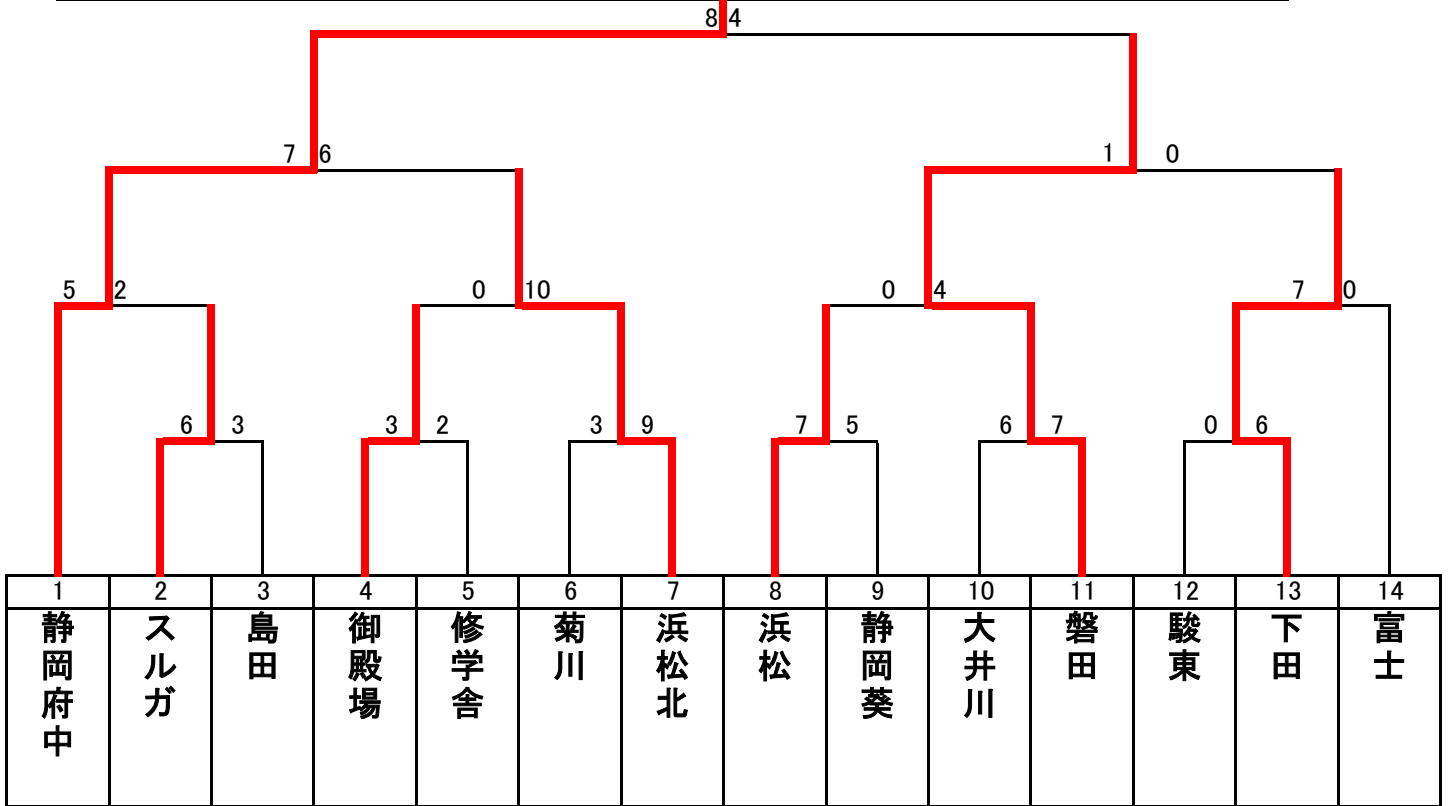 8 4
7 6 1 0
5 2 0 10 0 4 7 0
6 3 3 2 3 9 7 5 6 7 0 6
1 2 3 4 5 6 7 8 9 10 11 12 13 14
静岡府中
スルガ
島田
御殿場
修学舎
菊川
浜松北
浜松
静岡葵
大井川
磐田
駿東
下田
富士